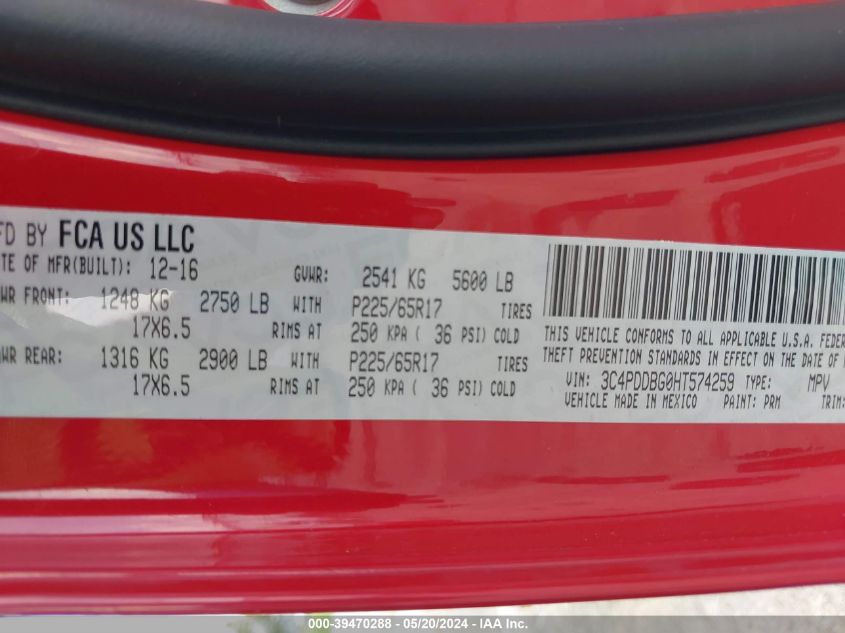 FD BY FCA US LLC
TE OF MFR(BUILT): 12-16 GVWR: 2541 KG 5600 LB
WR FRONT: 1248 KG 2750 LB WITH P225/65R17 TIRES
17X6.5 RIMS AT 250 KPA ( 36 PSI) COLD
WR REAR: 1316 KG 2900 LB WITH P225/65R17 TIRES
17X6.5 RIMS AT 250 KPA ( 36 PSI) COLD
THIS VEHICLE CONFORMS TO ALL APPLICABLE U.S.A. FEDER
THEFT PREVENTION STANDARDS IN EFFECT ON THE DATE OF
VIN: 3C4PDDBG0HT574259 TYPE: MPV
VEHICLE MADE IN MEXICO PAINT: PRM TRIM:
000-39470288 - 05/20/2024 - IAA Inc.